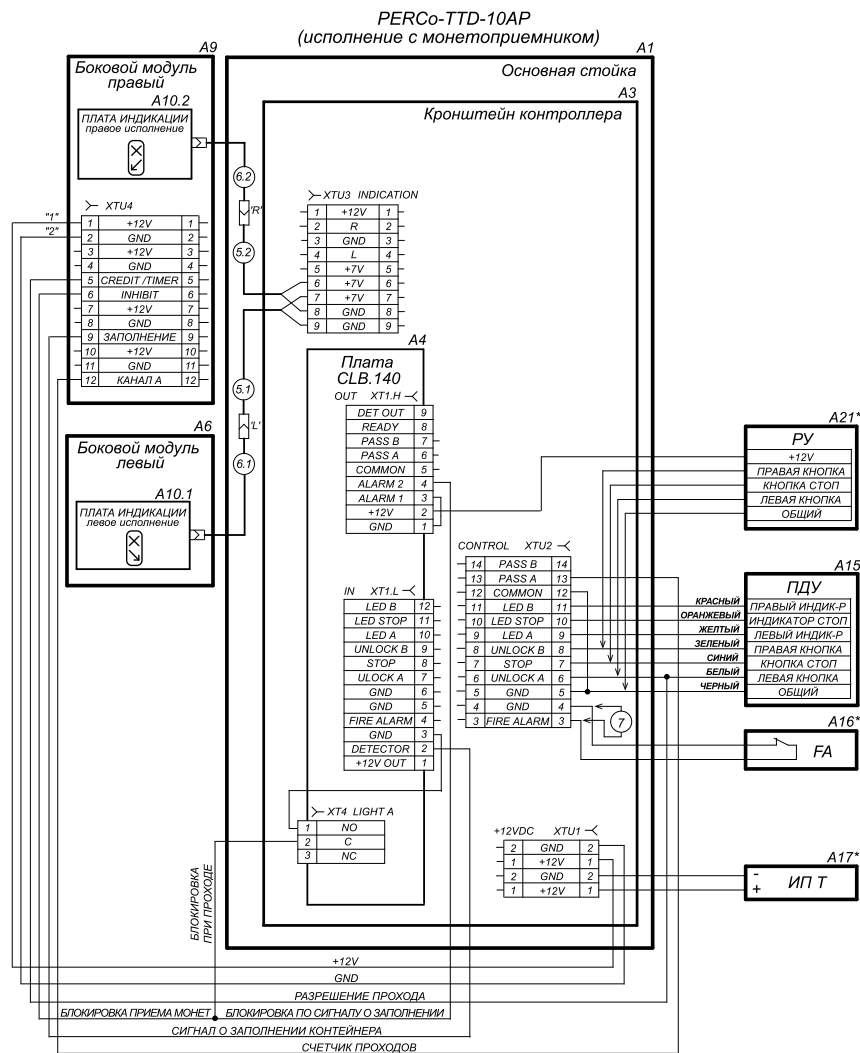 PERCo-TTD-10АР
(исполнение с монетоприемником)
А9
Боковой модуль
правый
А10.2
ПЛАТА ИНДИКАЦИИ
правое исполнение
6.2
'R'
5.2
"1"
"2"
XTU4
1 +12V 1
2 GND 2
3 +12V 3
4 GND 4
5 CREDIT /TIMER 5
6 INHIBIT 6
7 +12V 7
8 GND 8
9 ЗАПОЛНЕНИЕ 9
10 +12V 10
11 GND 11
12 КАНАЛ А 12
А6
Боковой модуль
левый
А10.1
ПЛАТА ИНДИКАЦИИ
левое исполнение
5.1
'L'
6.1
А1
Основная стойка
А3
Кронштейн контроллера
XTU3 INDICATION
1 +12V 1
2 R 2
3 GND 3
4 L 4
5 +7V 5
6 +7V 6
7 +7V 7
8 GND 8
9 GND 9
А4
Плата
CLB.140
OUT XT1.H
DET OUT 9
READY 8
PASS B 7
PASS A 6
COMMON 5
ALARM 2 4
ALARM 1 3
+12V 2
GND 1
IN XT1.L
LED B 12
LED STOP 11
LED A 10
UNLOCK B 9
STOP 8
ULOCK A 7
GND 6
GND 5
FIRE ALARM 4
GND 3
DETECTOR 2
+12V OUT 1
XT4 LIGHT A
1 NO
2 C
3 NC
CONTROL XTU2
14 PASS B 14
13 PASS A 13
12 COMMON 12
11 LED B 11
10 LED STOP 10
9 LED A 9
8 UNLOCK B 8
7 STOP 7
6 UNLOCK A 6
5 GND 5
4 GND 4
3 FIRE ALARM 3
7
+12VDC XTU1
2 GND 2
1 +12V 1
2 GND 2
1 +12V 1
А21*
РУ
+12V
ПРАВАЯ КНОПКА
КНОПКА СТОП
ЛЕВАЯ КНОПКА
ОБЩИЙ
А15
ПДУ
КРАСНЫЙ ПРАВЫЙ ИНДИК-Р
ОРАНЖЕВЫЙ ИНДИКАТОР СТОП
ЖЕЛТЫЙ ЛЕВЫЙ ИНДИК-Р
ЗЕЛЕНЫЙ ПРАВАЯ КНОПКА
СИНИЙ КНОПКА СТОП
БЕЛЫЙ ЛЕВАЯ КНОПКА
ЧЕРНЫЙ ОБЩИЙ
А16*
FA
А17*
- ИП Т
+
БЛОКИРОВКА
ПРИ ПРОХОДЕ
+12V
GND
РАЗРЕШЕНИЕ ПРОХОДА
БЛОКИРОВКА ПРИЕМА МОНЕТ БЛОКИРОВКА ПО СИГНАЛУ О ЗАПОЛНЕНИИ
СИГНАЛ О ЗАПОЛНЕНИИ КОНТЕЙНЕРА
СЧЕТЧИК ПРОХОДОВ